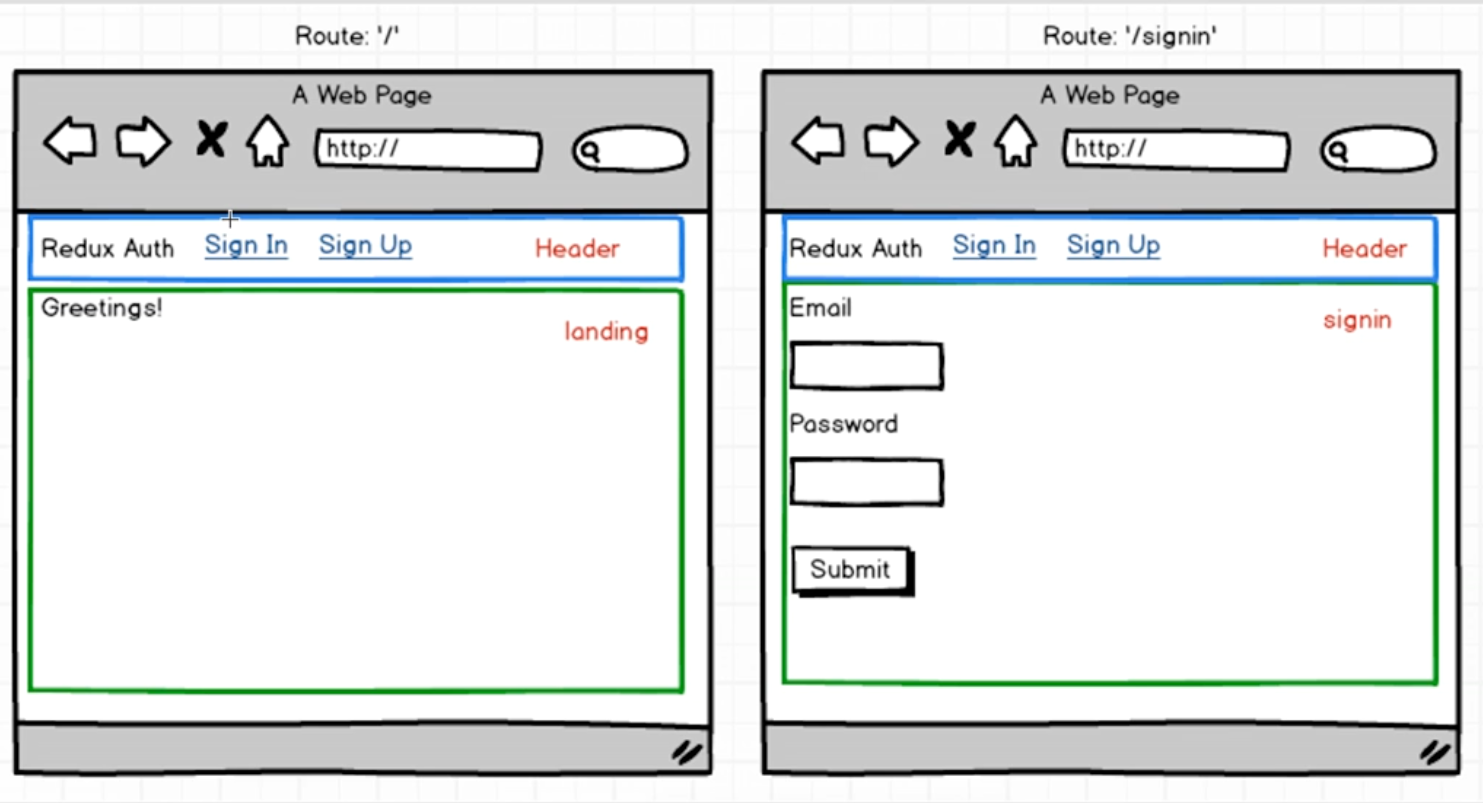 Route: '/'
A Web Page
http://
Redux Auth Sign In Sign Up Header
Greetings!
landing
Route: '/signin'
A Web Page
http://
Redux Auth Sign In Sign Up Header
Email
signin
Password
Submit